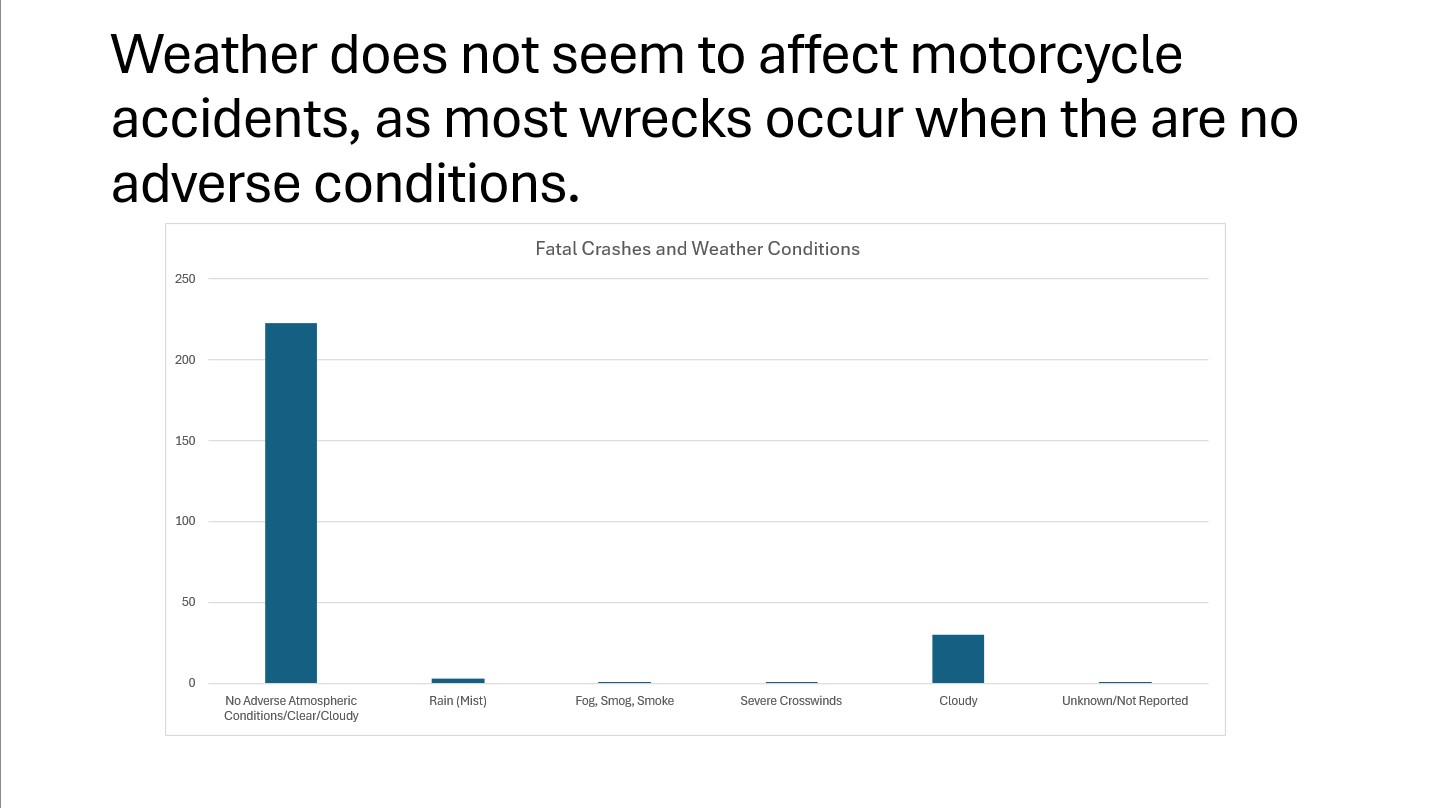 Weather does not seem to affect motorcycle
accidents, as most wrecks occur when the are no
adverse conditions.
Fatal Crashes and Weather Conditions
250
200
150
100
50
0
No Adverse Atmospheric
Conditions/Clear/Cloudy
Rain (Mist)
Fog, Smog, Smoke
Severe Crosswinds
Cloudy
Unknown/Not Reported